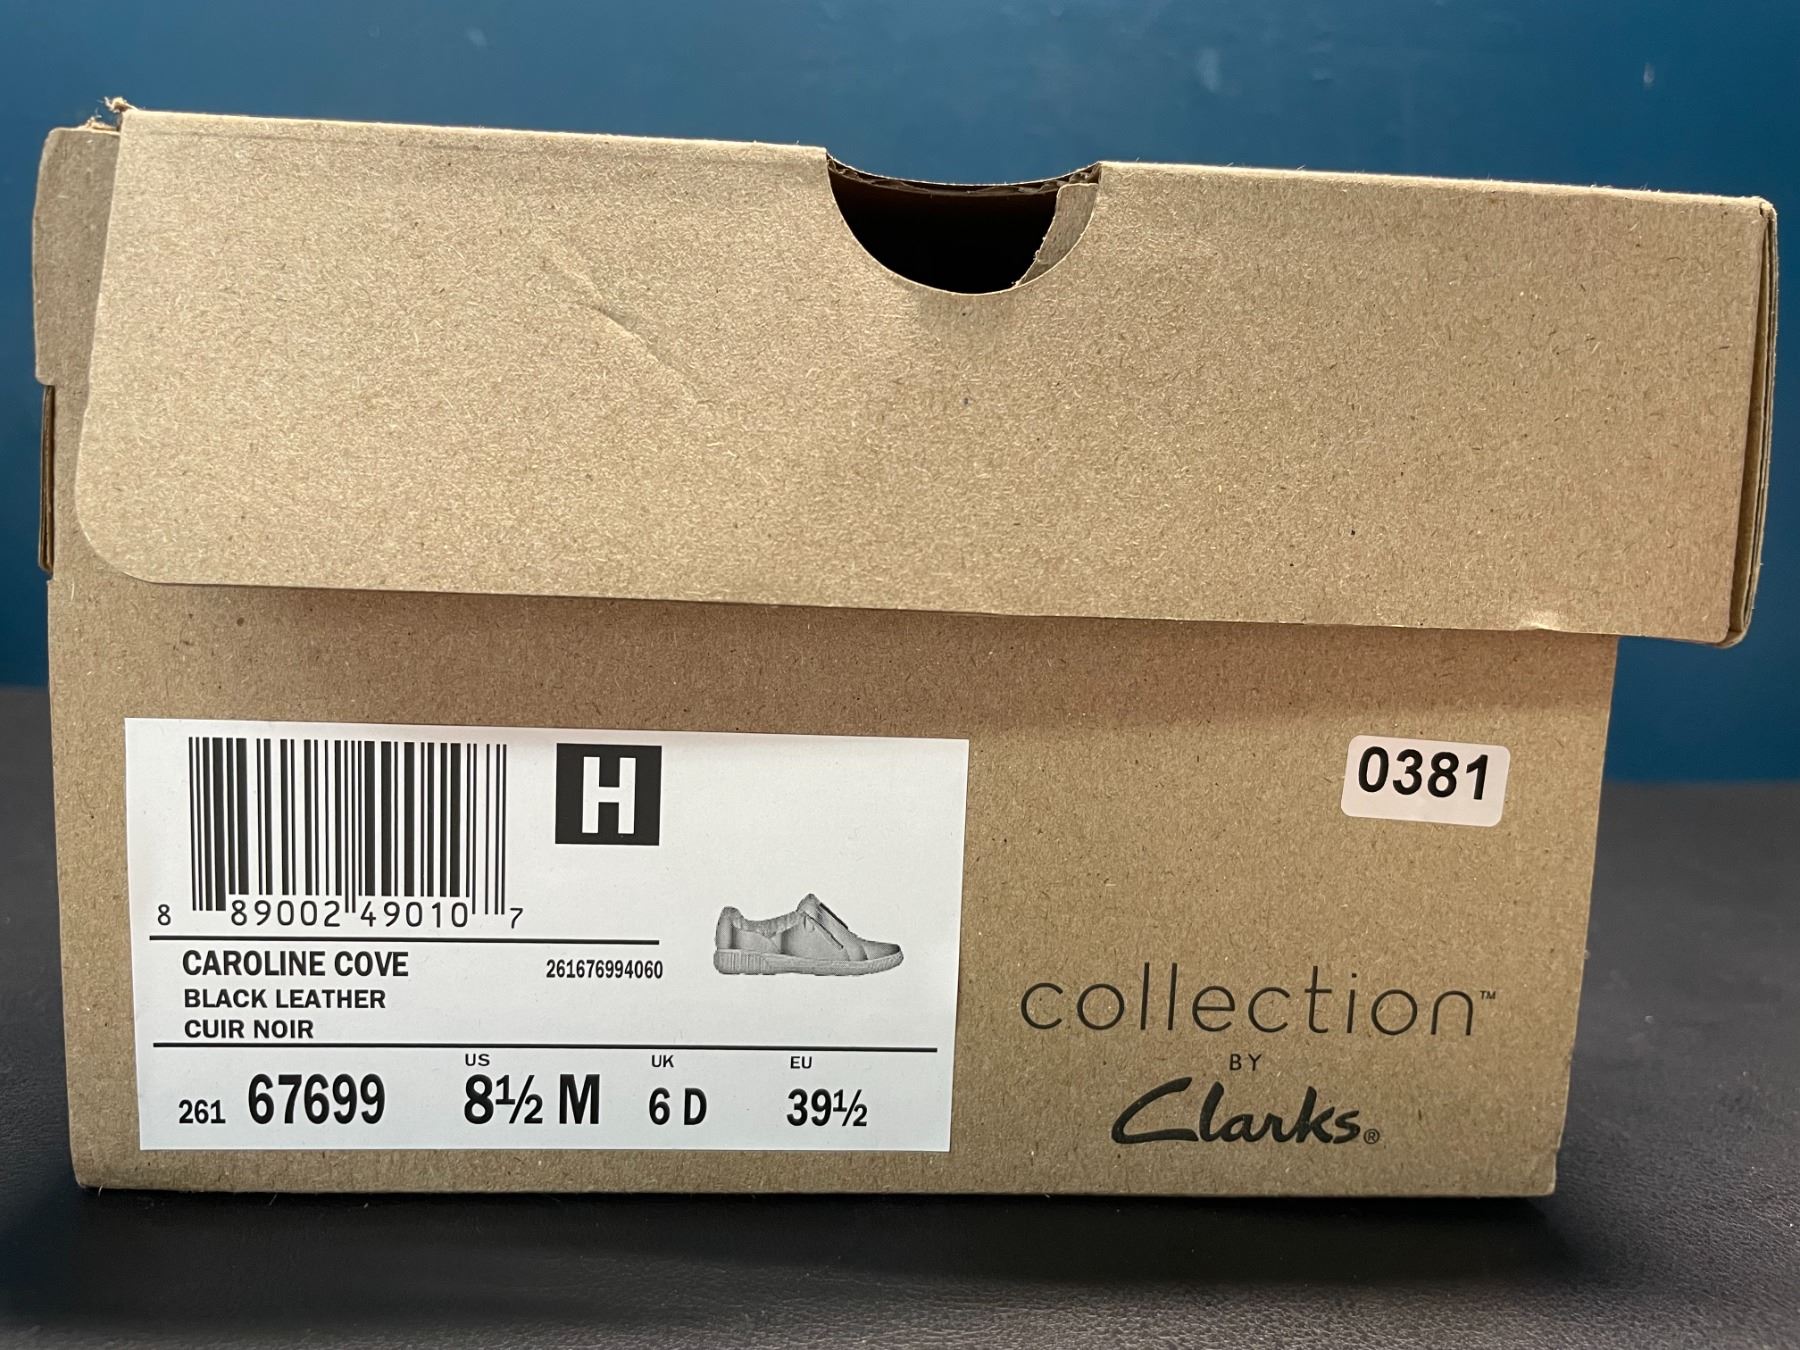 H
0381
8 89002 49010 7
CAROLINE COVE
261676994060
BLACK LEATHER
CUIR NOIR
US UK EU
261 67699 8½ M 6 D 39½
collection™
BY
Clarks®